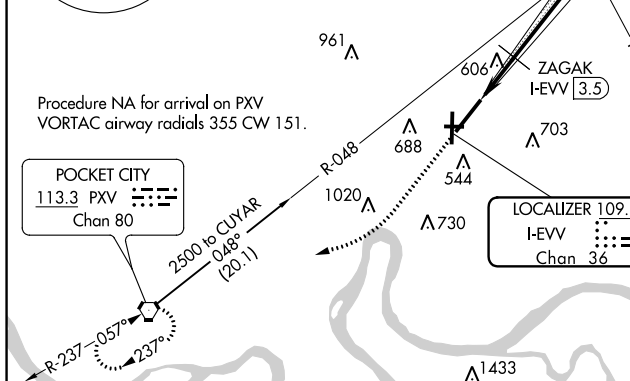 961
606
ZAGAK
I-EVV 3.5
Procedure NA for arrival on PXV
VORTAC airway radials 355 CW 151.
688
703
R-048
544
POCKET CITY
113.3 PXV
Chan 80
1020
730
LOCALIZER 109.
I-EVV
Chan 36
2500 to CUYAR
048°
(20.1)
R-237
057°
237°
1433